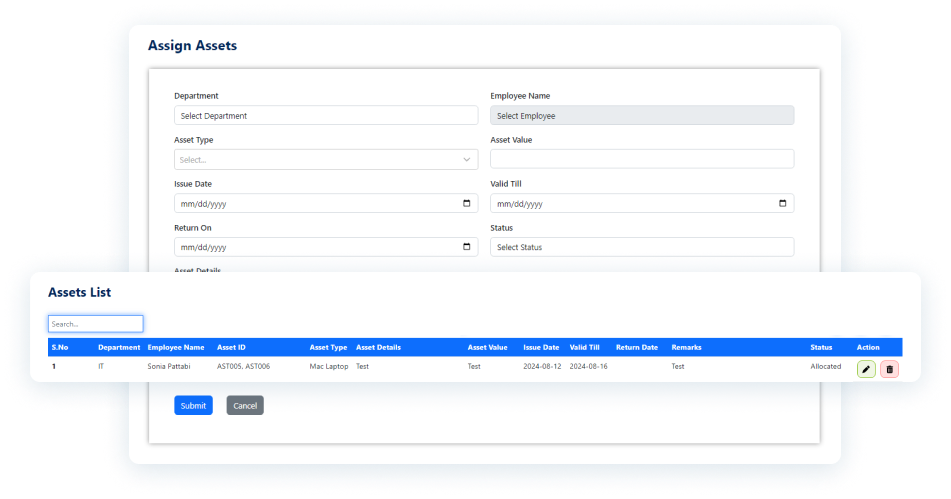 Assign Assets
Department Employee Name
Select Department Select Employee
Asset Type Asset Value
Select...
Issue Date Valid Till
mm/dd/yyyy mm/dd/yyyy
Return On Status
mm/dd/yyyy Select Status
Asset Details
Assets List
Search...
S.No Department Employee Name Asset ID Asset Type Asset Details Asset Value Issue Date Valid Till Return Date Remarks Status Action
1 IT Sonia Pattabi AST005, AST006 Mac Laptop Test Test 2024-08-12 2024-08-16 Test Allocated
Submit Cancel